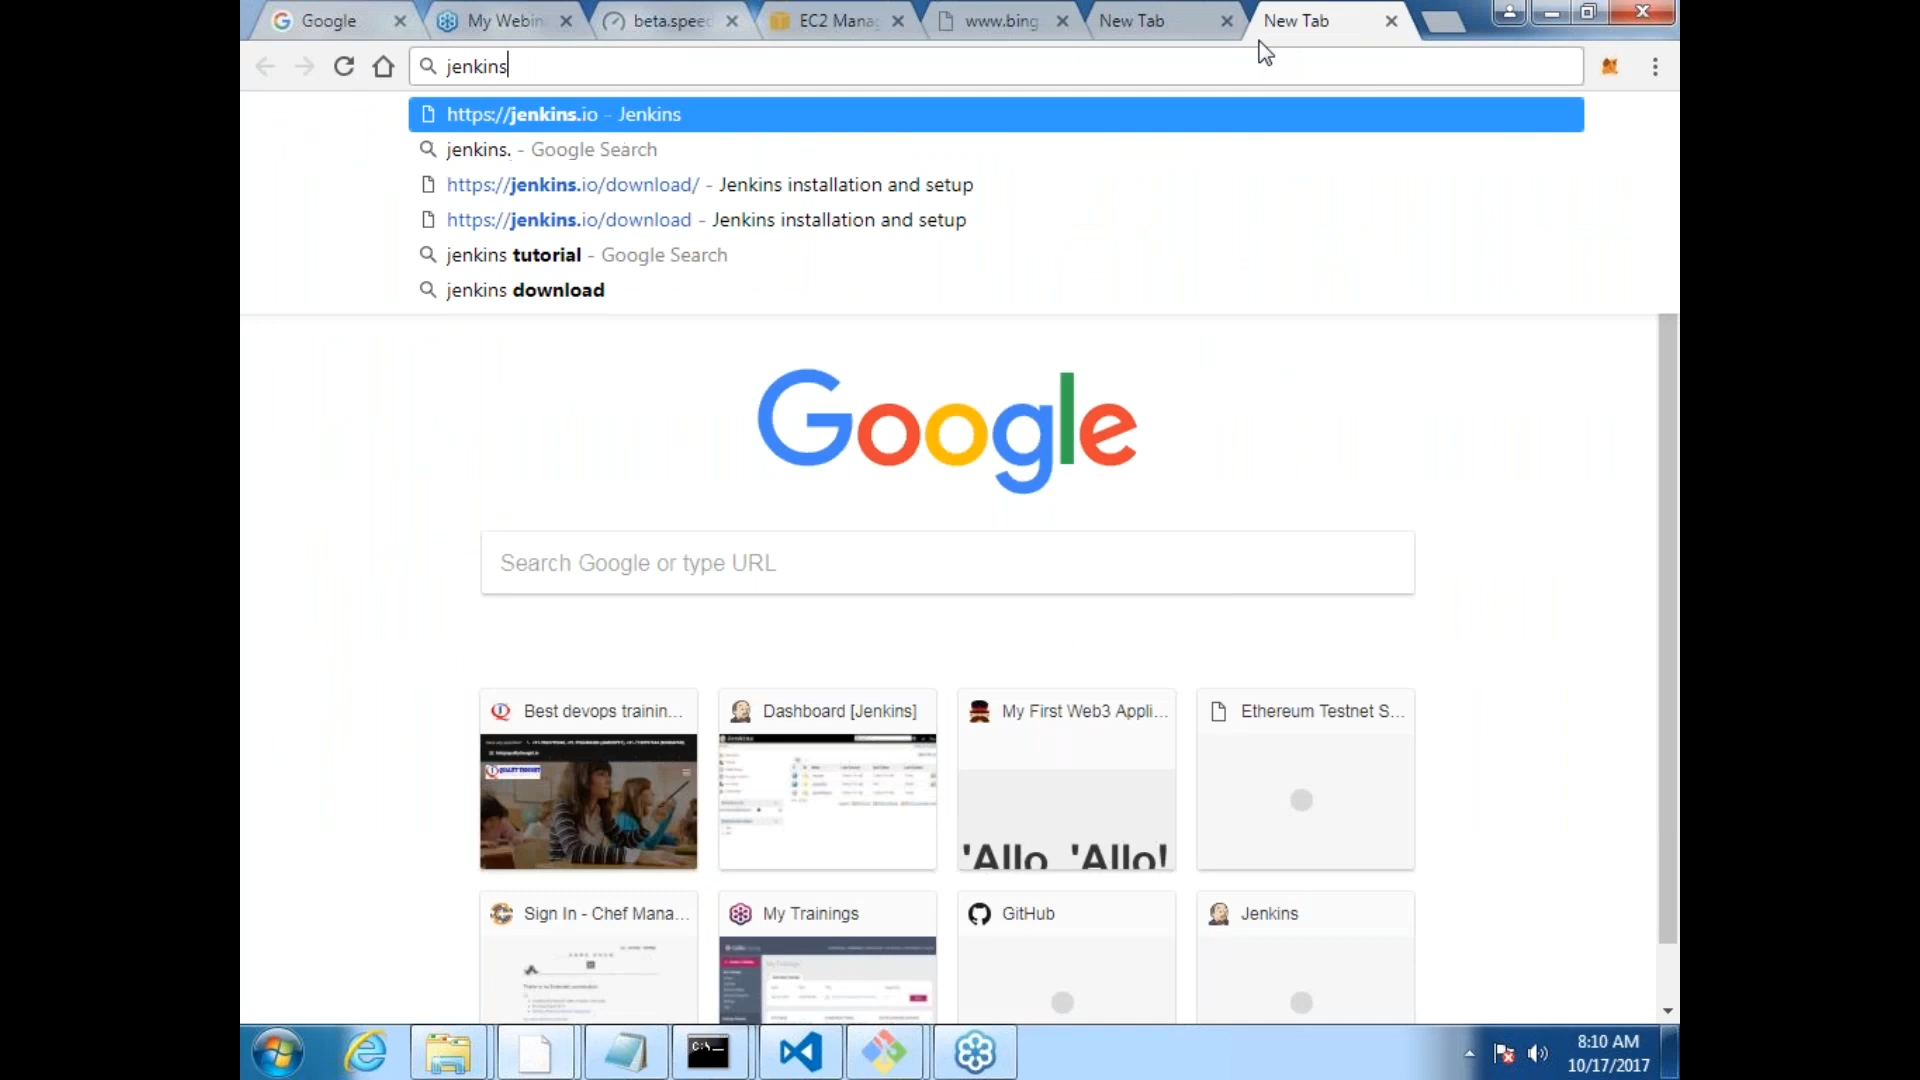 Google
My Webin
beta.speed
EC2 Mana
www.bing
New Tab
New Tab
jenkins
https://jenkins.io - Jenkins
jenkins. - Google Search
https://jenkins.io/download/ - Jenkins installation and setup
https://jenkins.io/download - Jenkins installation and setup
jenkins tutorial - Google Search
jenkins download
Google
Search Google or type URL
Best devops trainin...
Dashboard [Jenkins]
My First Web3 Appli...
Ethereum Testnet S...
'Allo, 'Allo!
Sign In - Chef Mana...
My Trainings
GitHub
Jenkins
My Trainings
C:\_
8:10 AM
10/17/2017